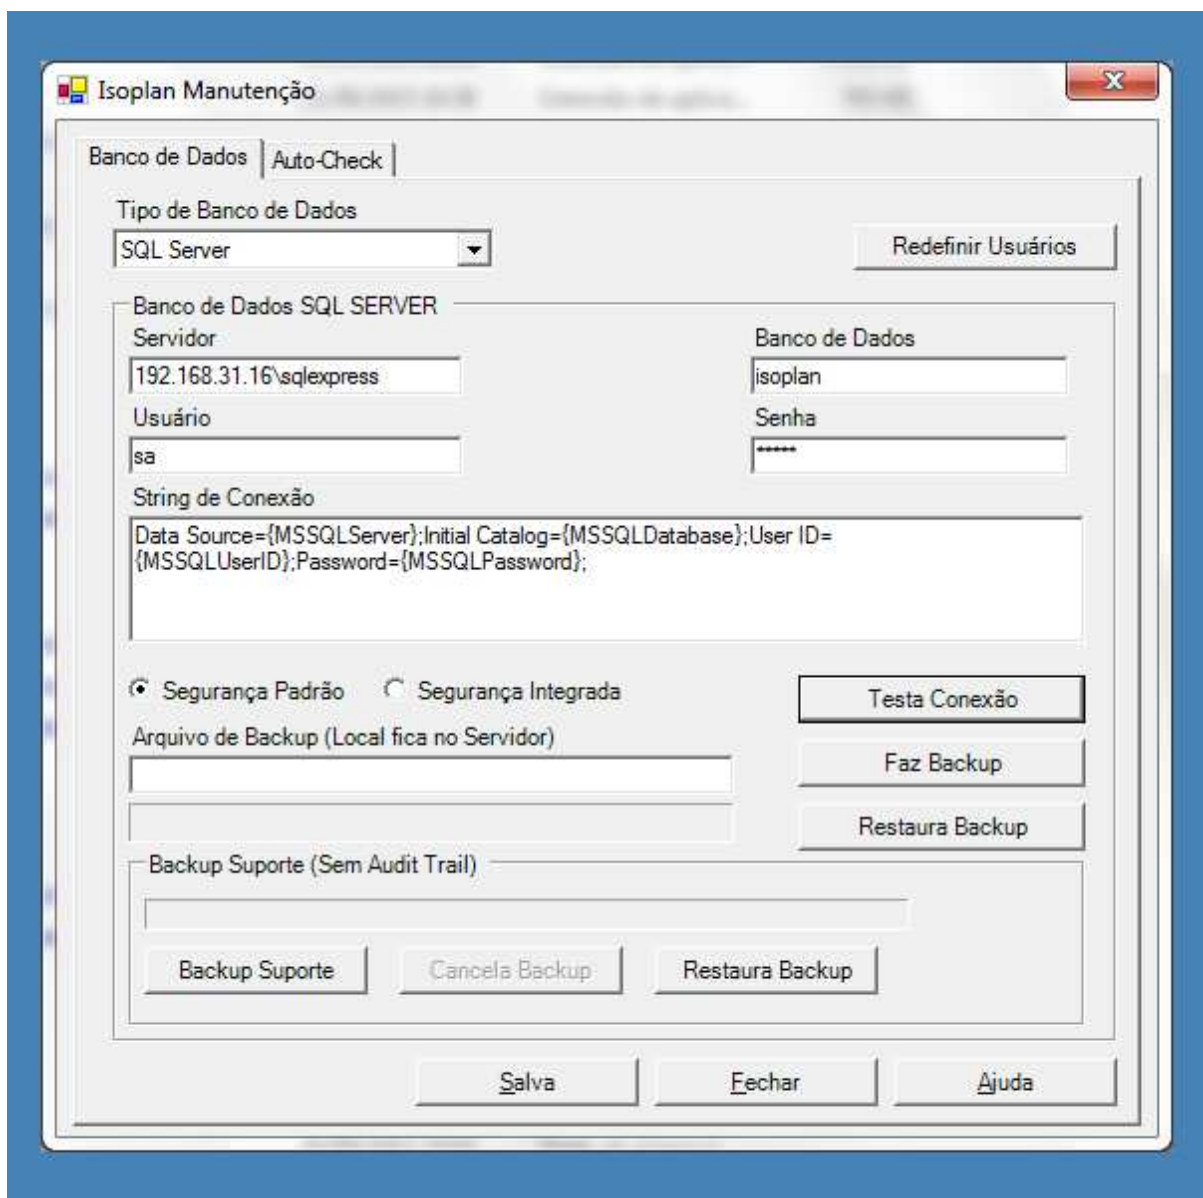 Isoplan Manutenção
X
Banco de Dados
Auto-Check
Tipo de Banco de Dados
SQL Server
Redefinir Usuários
Banco de Dados SQL SERVER
Servidor
Banco de Dados
192.168.31.16\sqlexpress
isoplan
Usuário
Senha
sa
*****
String de Conexão
Data Source={MSSQLServer};Initial Catalog={MSSQLDatabase};User ID=
{MSSQLUserID};Password={MSSQLPassword};
Segurança Padrão
Segurança Integrada
Testa Conexão
Arquivo de Backup (Local fica no Servidor)
Faz Backup
Restaura Backup
Backup Suporte (Sem Audit Trail)
Backup Suporte
Cancela Backup
Restaura Backup
Salva
Fechar
Ajuda